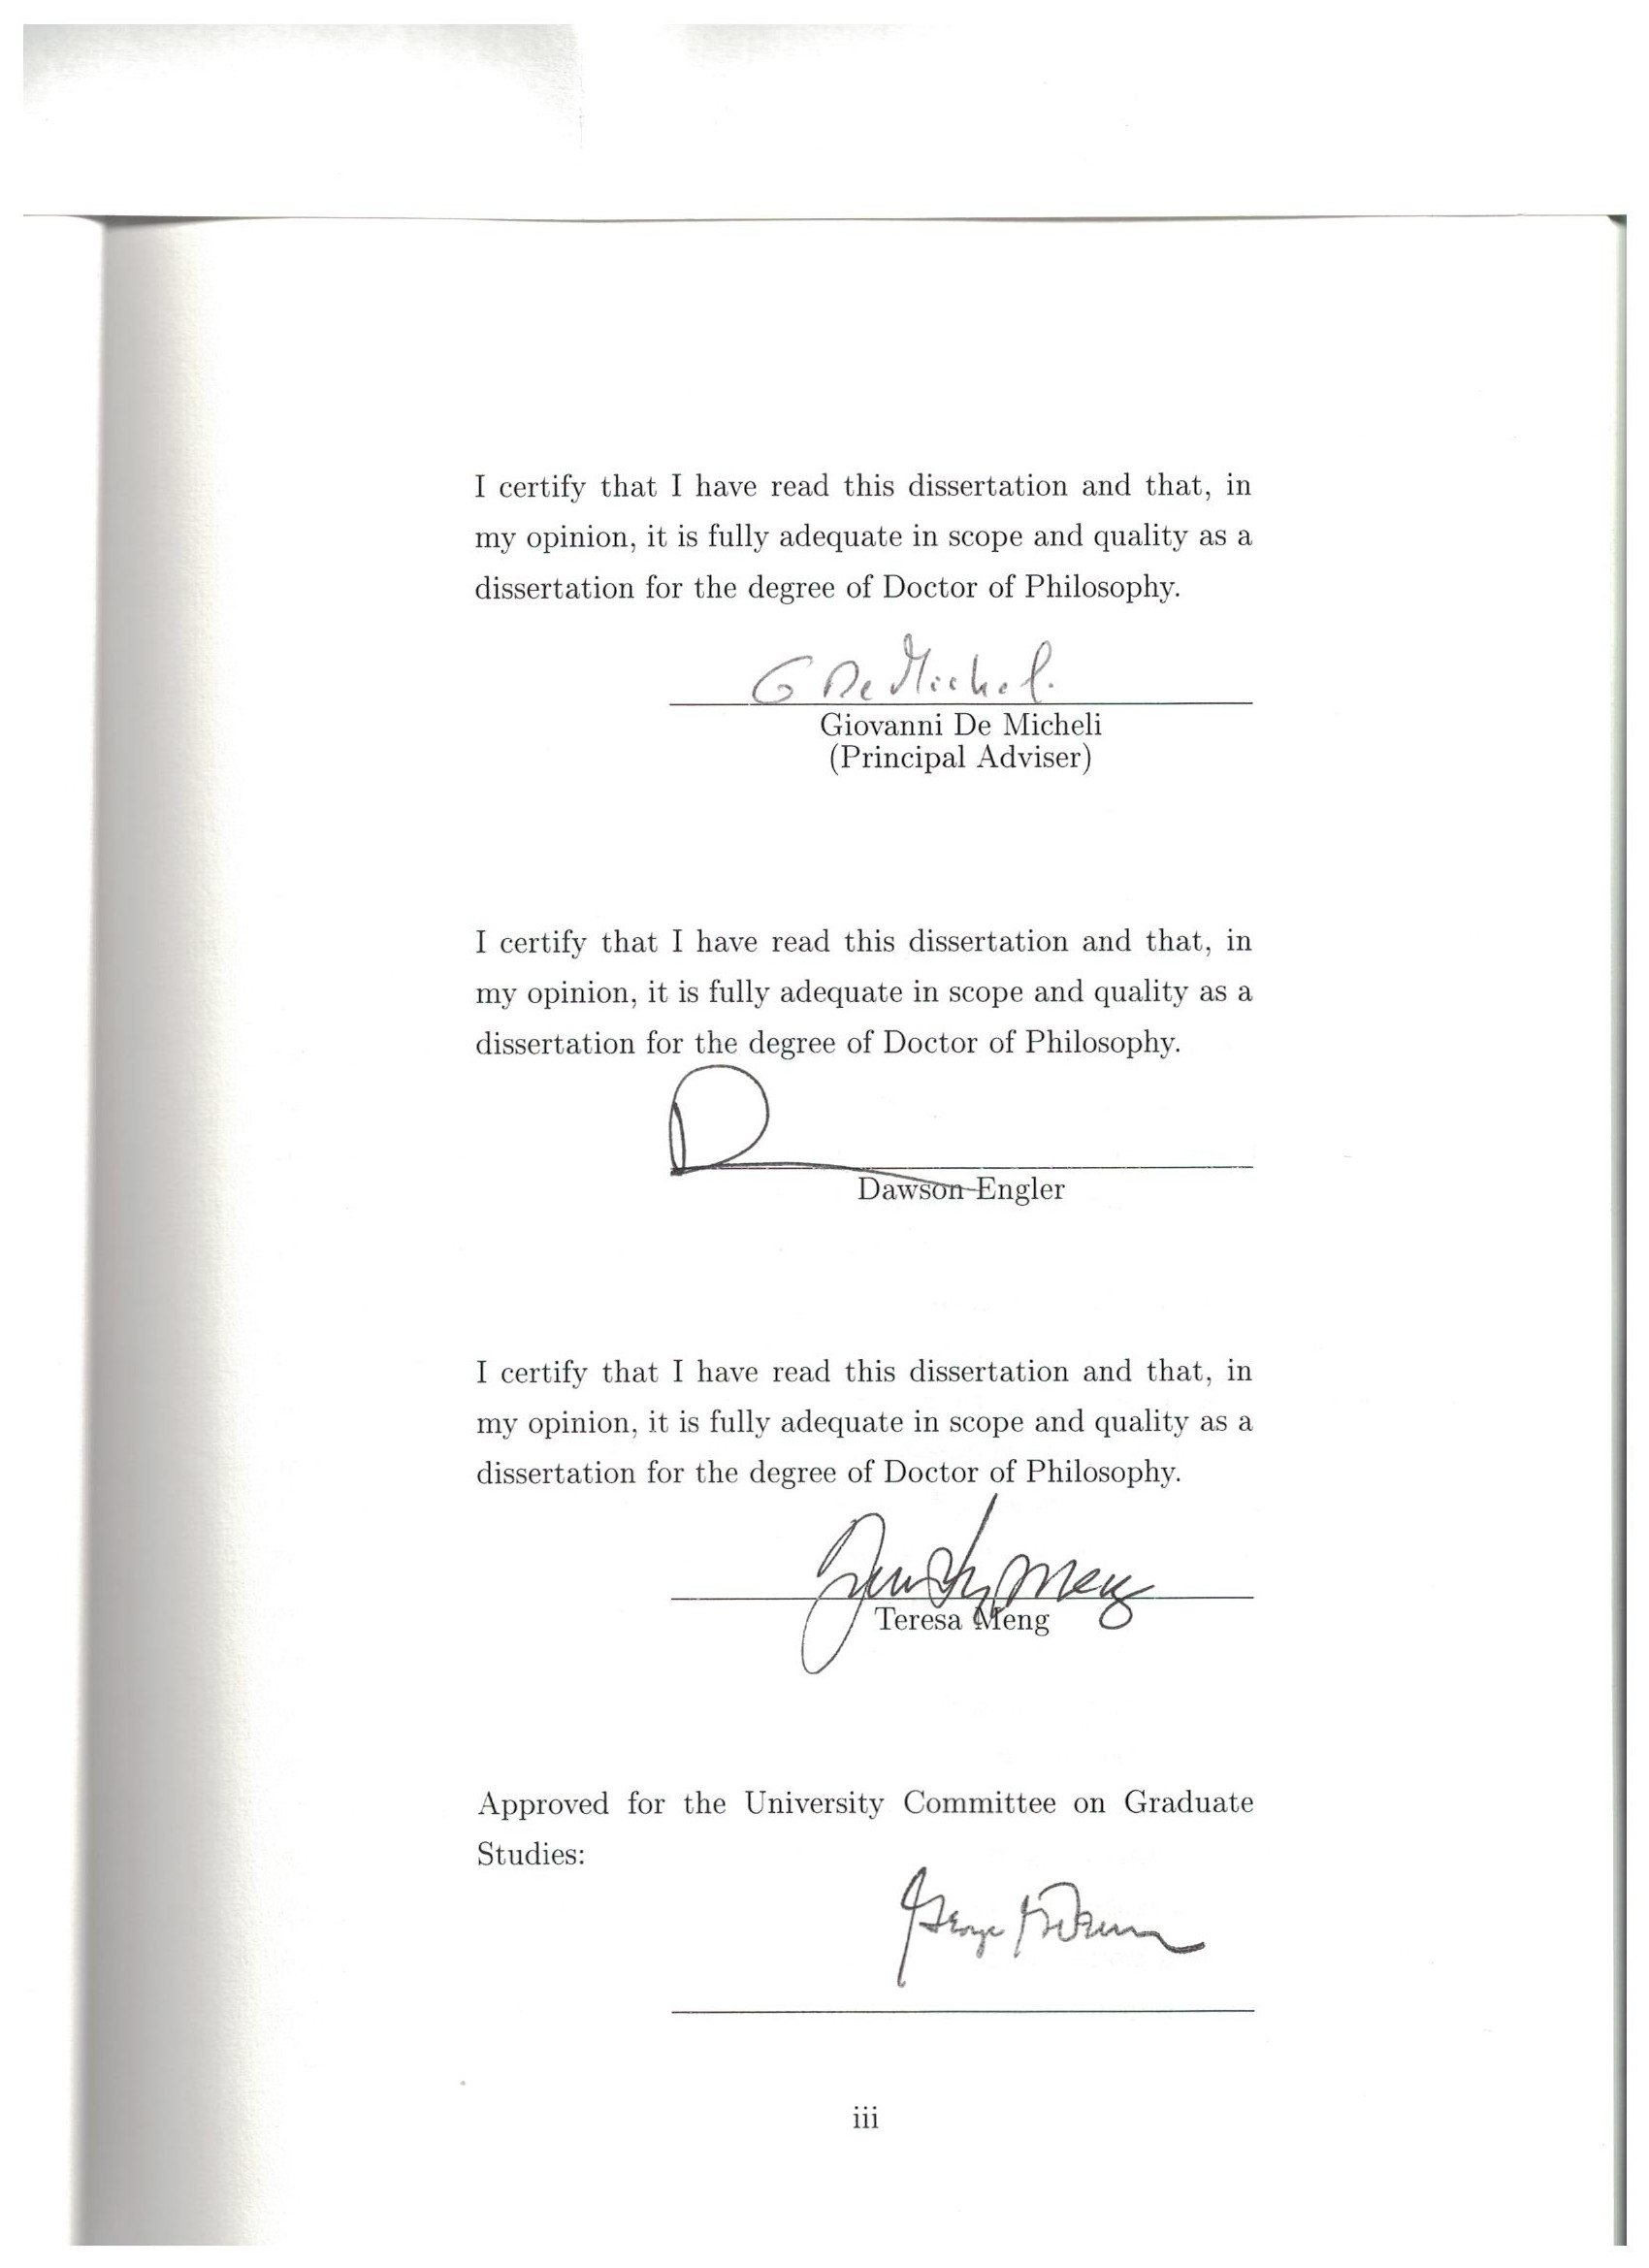 I certify that I have read this dissertation and that, in
my opinion, it is fully adequate in scope and quality as a
dissertation for the degree of Doctor of Philosophy.
G De Micheli
Giovanni De Micheli
(Principal Adviser)
I certify that I have read this dissertation and that, in
my opinion, it is fully adequate in scope and quality as a
dissertation for the degree of Doctor of Philosophy.
D
Dawson Engler
I certify that I have read this dissertation and that, in
my opinion, it is fully adequate in scope and quality as a
dissertation for the degree of Doctor of Philosophy.
Meng
Teresa Meng
Approved for the University Committee on Graduate
Studies:
George
iii